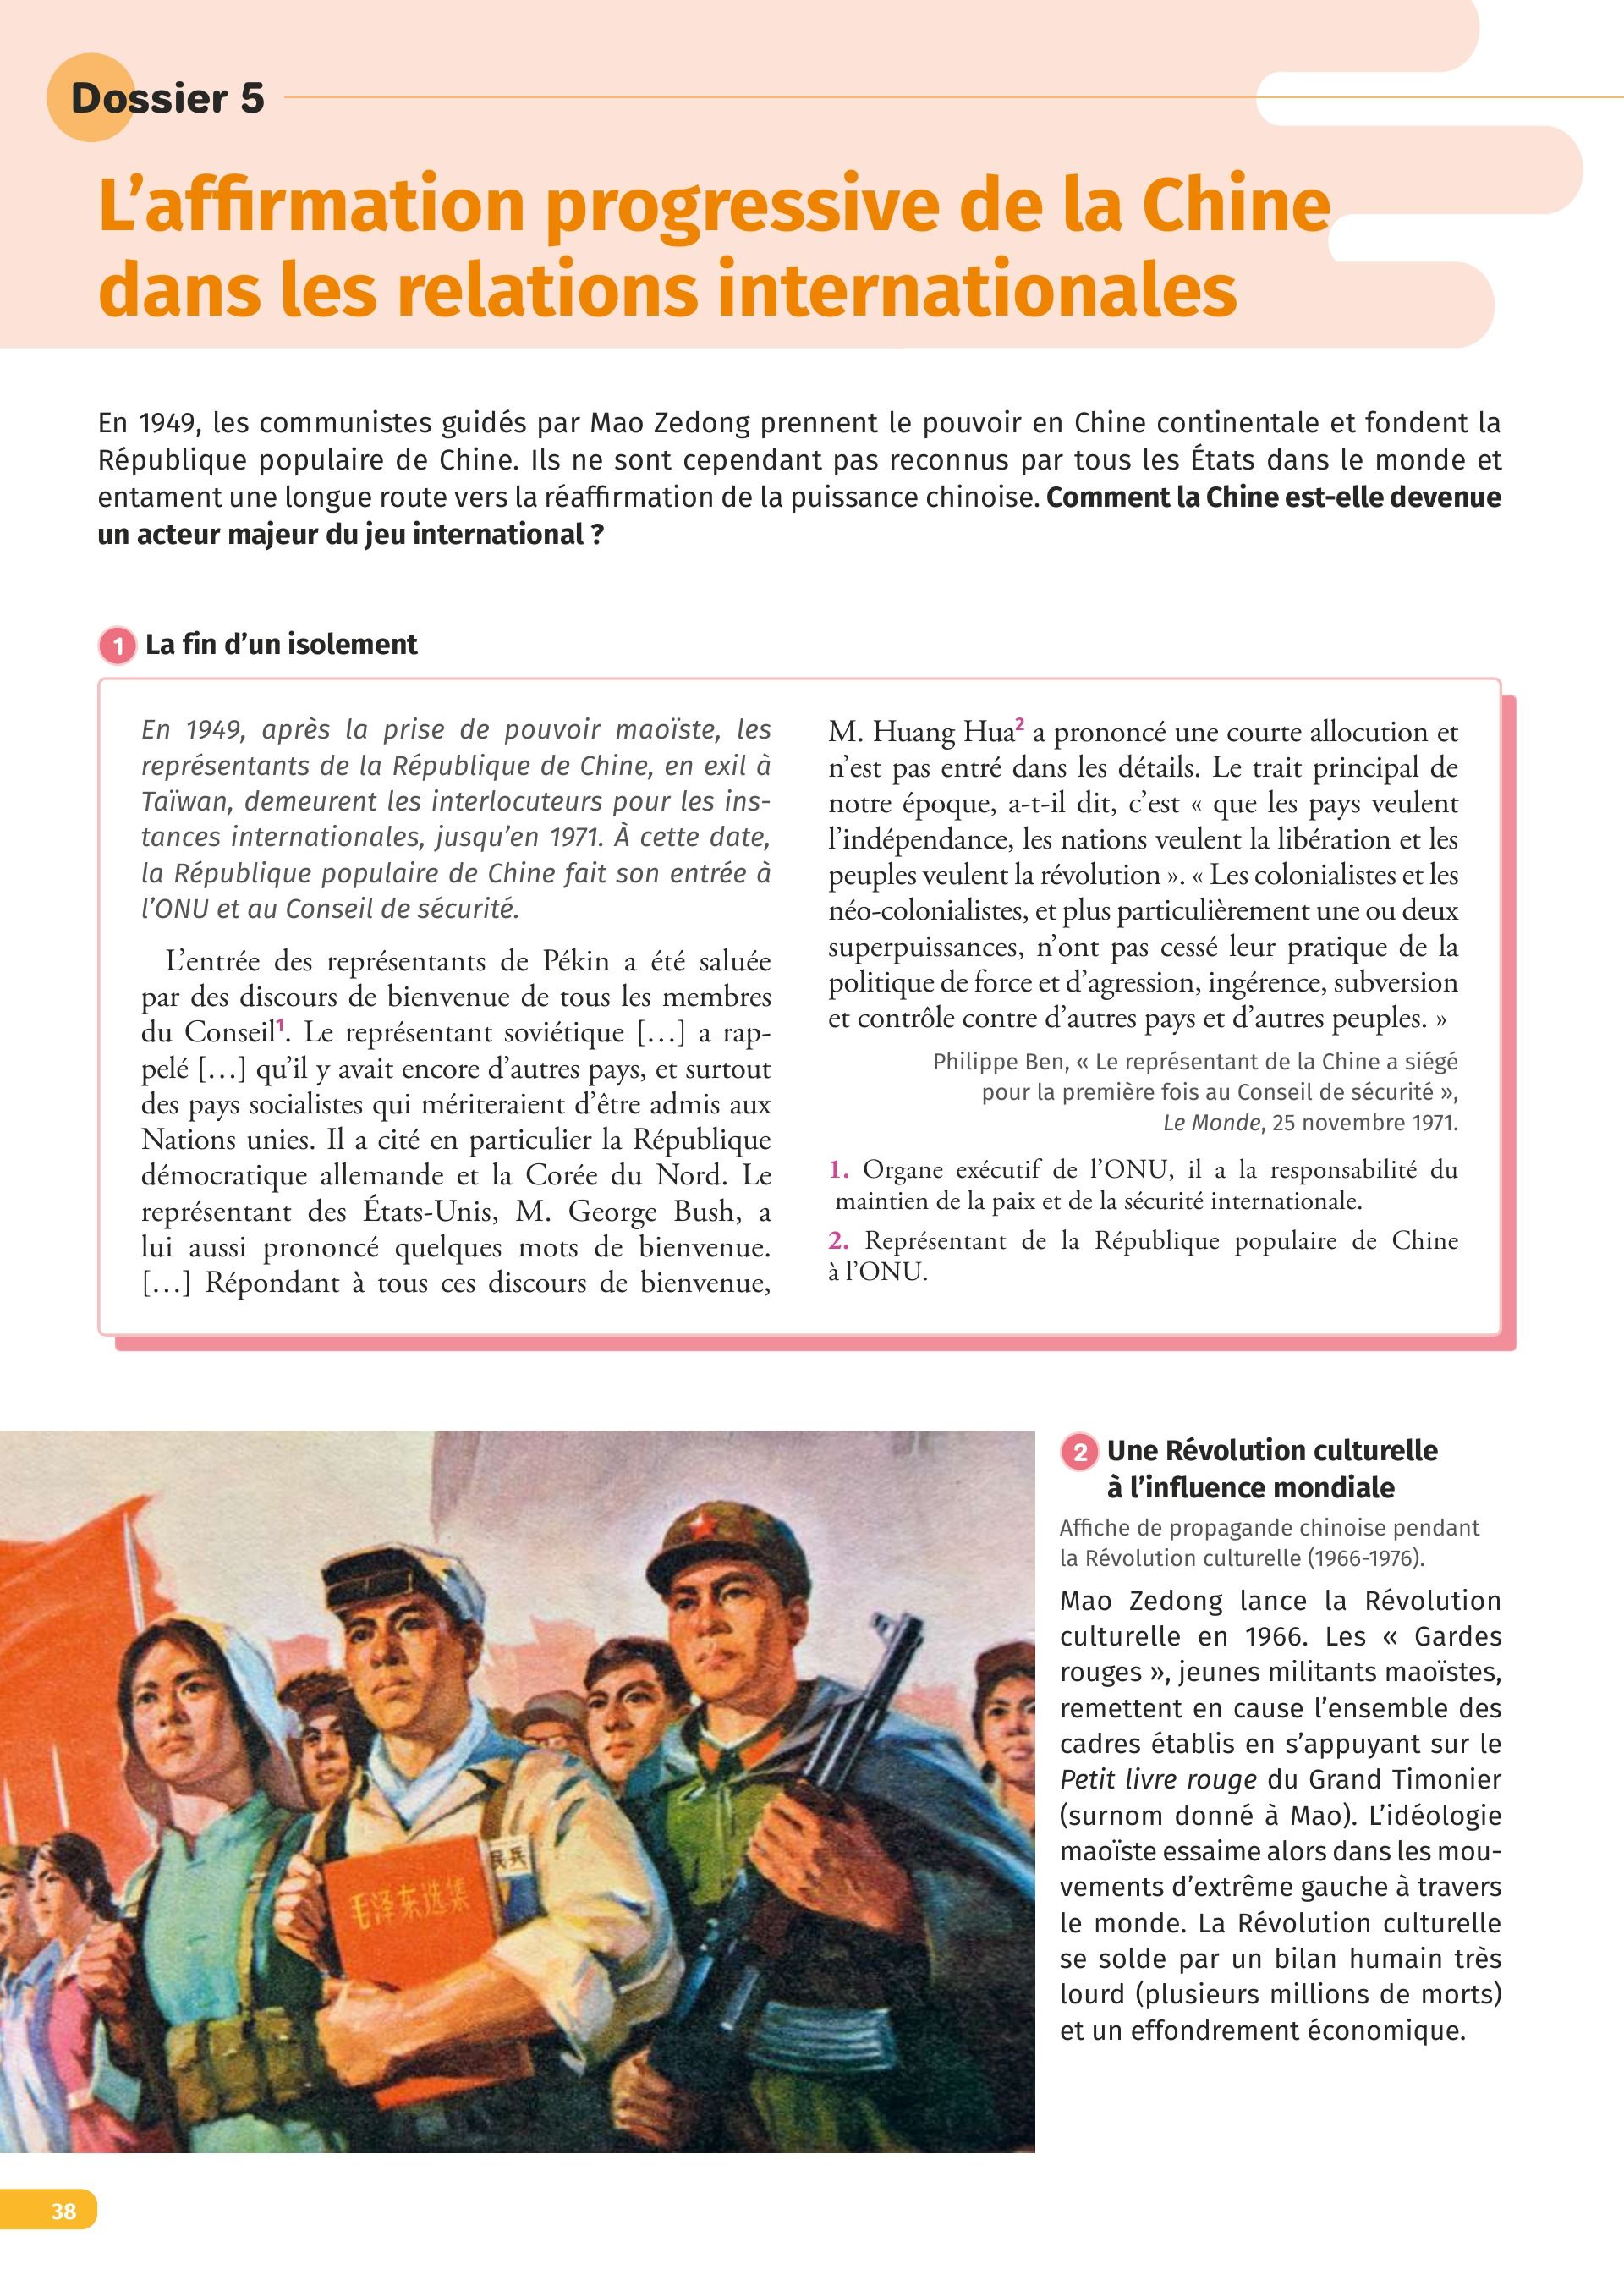 Dossier 5
L’affirmation progressive de la Chine
dans les relations internationales
En 1949, les communistes guidés par Mao Zedong prennent le pouvoir en Chine continentale et fondent la
République populaire de Chine. Ils ne sont cependant pas reconnus par tous les États dans le monde et
entament une longue route vers la réaffirmation de la puissance chinoise. Comment la Chine est-elle devenue
un acteur majeur du jeu international ?
1 La fin d’un isolement
En 1949, après la prise de pouvoir maoïste, les
représentants de la République de Chine, en exil à
Taïwan, demeurent les interlocuteurs pour les ins-
tances internationales, jusqu’en 1971. À cette date,
la République populaire de Chine fait son entrée à
l’ONU et au Conseil de sécurité.
L’entrée des représentants de Pékin a été saluée
par des discours de bienvenue de tous les membres
du Conseil1. Le représentant soviétique […] a rap-
pelé […] qu’il y avait encore d’autres pays, et surtout
des pays socialistes qui mériteraient d’être admis aux
Nations unies. Il a cité en particulier la République
démocratique allemande et la Corée du Nord. Le
représentant des États-Unis, M. George Bush, a
lui aussi prononcé quelques mots de bienvenue.
[…] Répondant à tous ces discours de bienvenue,
M. Huang Hua2 a prononcé une courte allocution et
n’est pas entré dans les détails. Le trait principal de
notre époque, a-t-il dit, c’est « que les pays veulent
l’indépendance, les nations veulent la libération et les
peuples veulent la révolution ». « Les colonialistes et les
néo-colonialistes, et plus particulièrement une ou deux
superpuissances, n’ont pas cessé leur pratique de la
politique de force et d’agression, ingérence, subversion
et contrôle contre d’autres pays et d’autres peuples. »
Philippe Ben, « Le représentant de la Chine a siégé
pour la première fois au Conseil de sécurité »,
Le Monde, 25 novembre 1971.
1. Organe exécutif de l’ONU, il a la responsabilité du
maintien de la paix et de la sécurité internationale.
2. Représentant de la République populaire de Chine
à l’ONU.
民兵
毛泽东选集
2 Une Révolution culturelle
à l’influence mondiale
Affiche de propagande chinoise pendant
la Révolution culturelle (1966-1976).
Mao Zedong lance la Révolution
culturelle en 1966. Les « Gardes
rouges », jeunes militants maoïstes,
remettent en cause l’ensemble des
cadres établis en s’appuyant sur le
Petit livre rouge du Grand Timonier
(surnom donné à Mao). L’idéologie
maoïste essaime alors dans les mou-
vements d’extrême gauche à travers
le monde. La Révolution culturelle
se solde par un bilan humain très
lourd (plusieurs millions de morts)
et un effondrement économique.
38